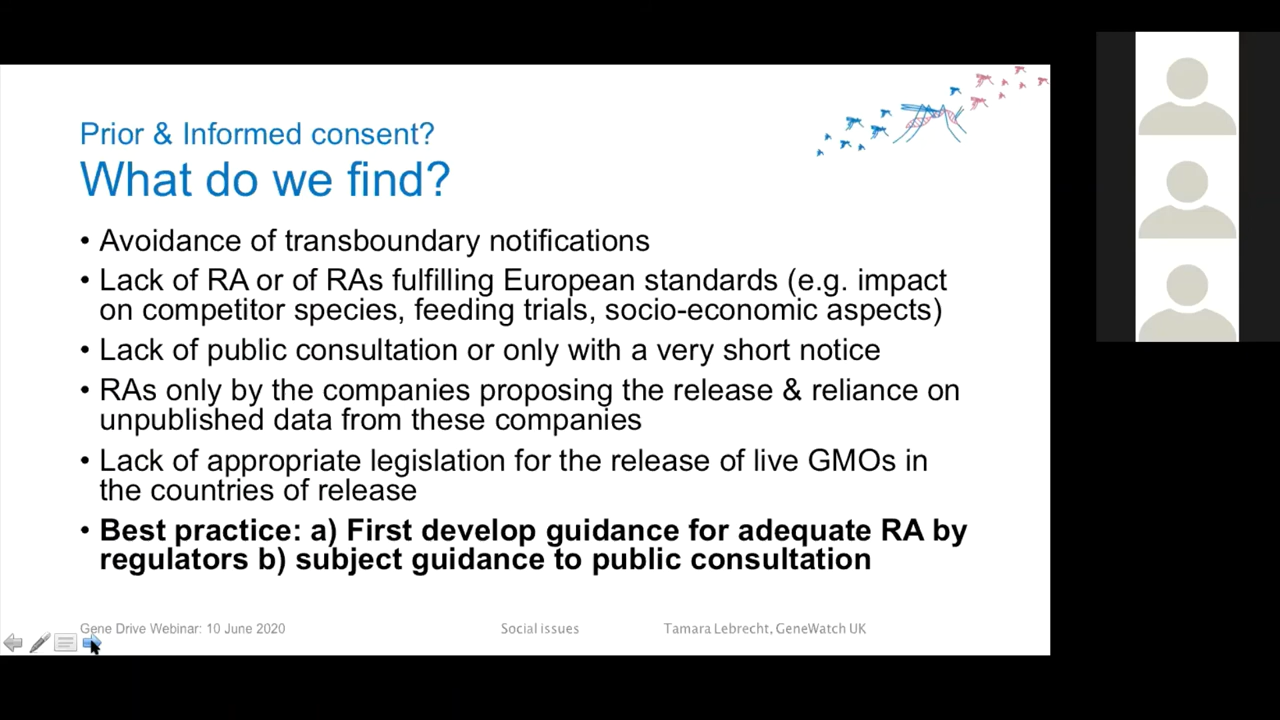 Prior & Informed consent?
What do we find?
• Avoidance of transboundary notifications
• Lack of RA or of RAs fulfilling European standards (e.g. impact
on competitor species, feeding trials, socio-economic aspects)
• Lack of public consultation or only with a very short notice
• RAs only by the companies proposing the release & reliance on
unpublished data from these companies
• Lack of appropriate legislation for the release of live GMOs in
the countries of release
• Best practice: a) First develop guidance for adequate RA by
regulators b) subject guidance to public consultation
Gene Drive Webinar: 10 June 2020 Social issues Tamara Lebrecht, GeneWatch UK